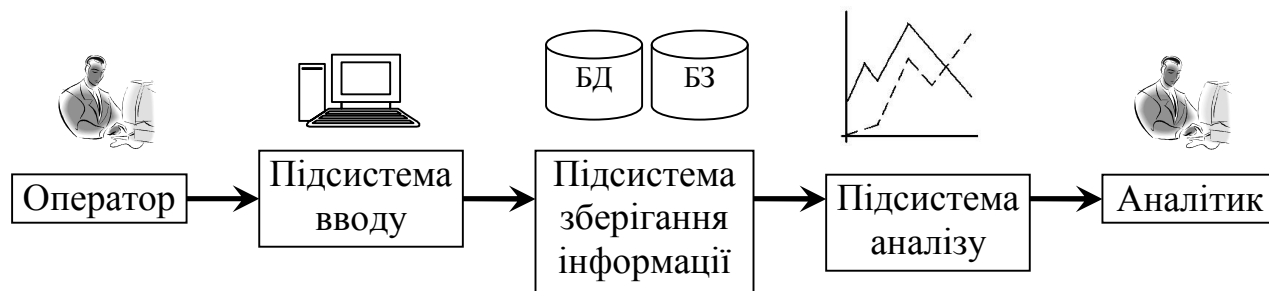 БД
БЗ
Оператор
Підсистема
вводу
Підсистема
зберігання
інформації
Підсистема
аналізу
Аналітик